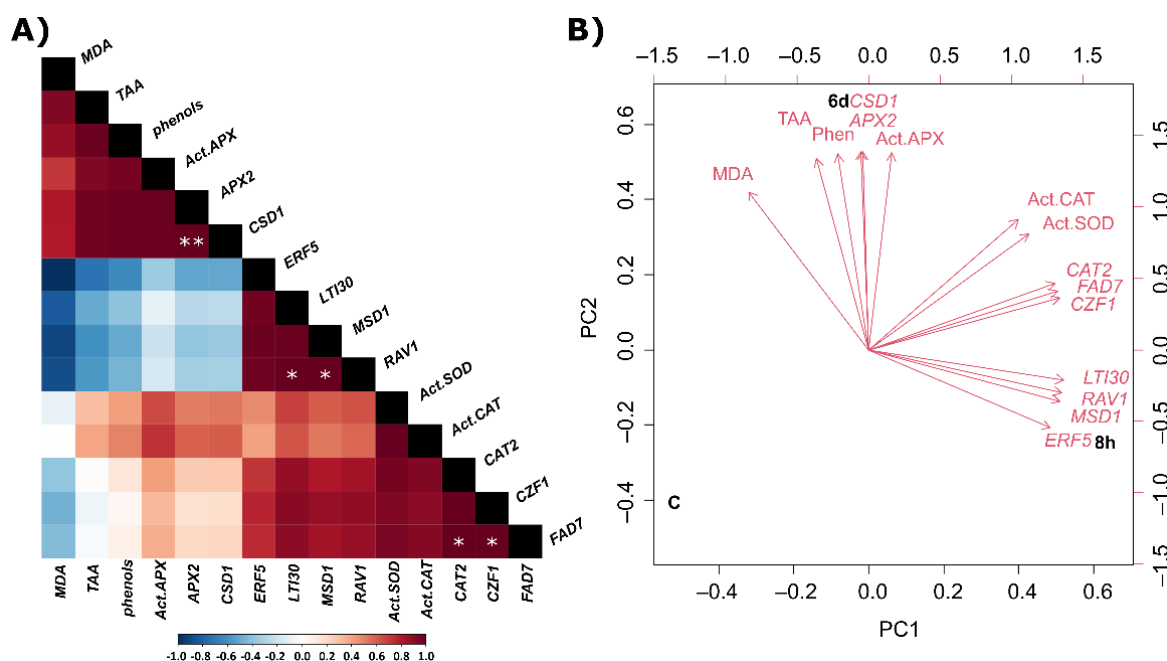 A)
MDA
TAA
phenols
Act.APX
APX2
CSD1
ERF5
LTI30
MSD1
RAV1
Act.SOD
Act.CAT
CAT2
CZF1
FAD7
**
* *
* *
MDA TAA phenols Act.APX APX2 CSD1 ERF5 LTI30 MSD1 RAV1 Act.SOD Act.CAT CAT2 CZF1 FAD7
-1.0 -0.8 -0.6 -0.4 -0.2 0.0 0.2 0.4 0.6 0.8 1.0
B)
−1.5 −1.0 −0.5 0.0 0.5 1.0 1.5
6d CSD1
TAA APX2
Phen Act.APX
MDA
Act.CAT
Act.SOD
CAT2
FAD7
CZF1
LTI30
RAV1
MSD1
ERF5 8h
C
PC2
0.6
0.4
0.2
0.0
−0.2
−0.4
1.5
1.0
0.5
0.0
−0.5
−1.0
−1.5
−0.4 −0.2 0.0 0.2 0.4 0.6
PC1